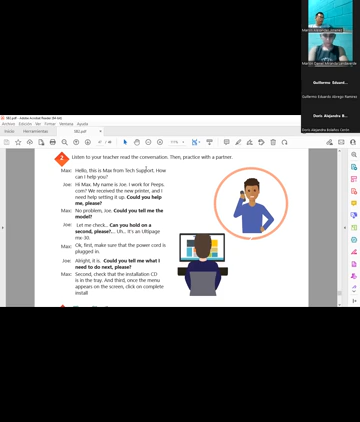 Guillermo Eduard...
Guillermo Eduardo Abrego Ramirez
Doris Alejandra B...
Archivo Edición Ver Firmar Ventana Ayuda
Inicio Herramientas
2 Listen to your teacher read the conversation. Then, practice with a partner.
Max: Hello, this is Max from Tech Support. How
can I help you?
Joe: Hi Max. My name is Joe. I work for Peeps.
com? We received the new printer, and I
need help setting it up. Could you help
me, please?
Max: No problem, Joe. Could you tell me the
model?
Joe: Let me check... Can you hold on a
second, please?... Uh... It's an Ultipage
mx-30.
Max: Ok, first, make sure that the power cord is
plugged in.
Joe: Alright, it is. Could you tell me what I
need to do next, please?
Max: Second, check that the installation CD
is in the tray. And third, once the menu
appears on the screen, click on complete
install